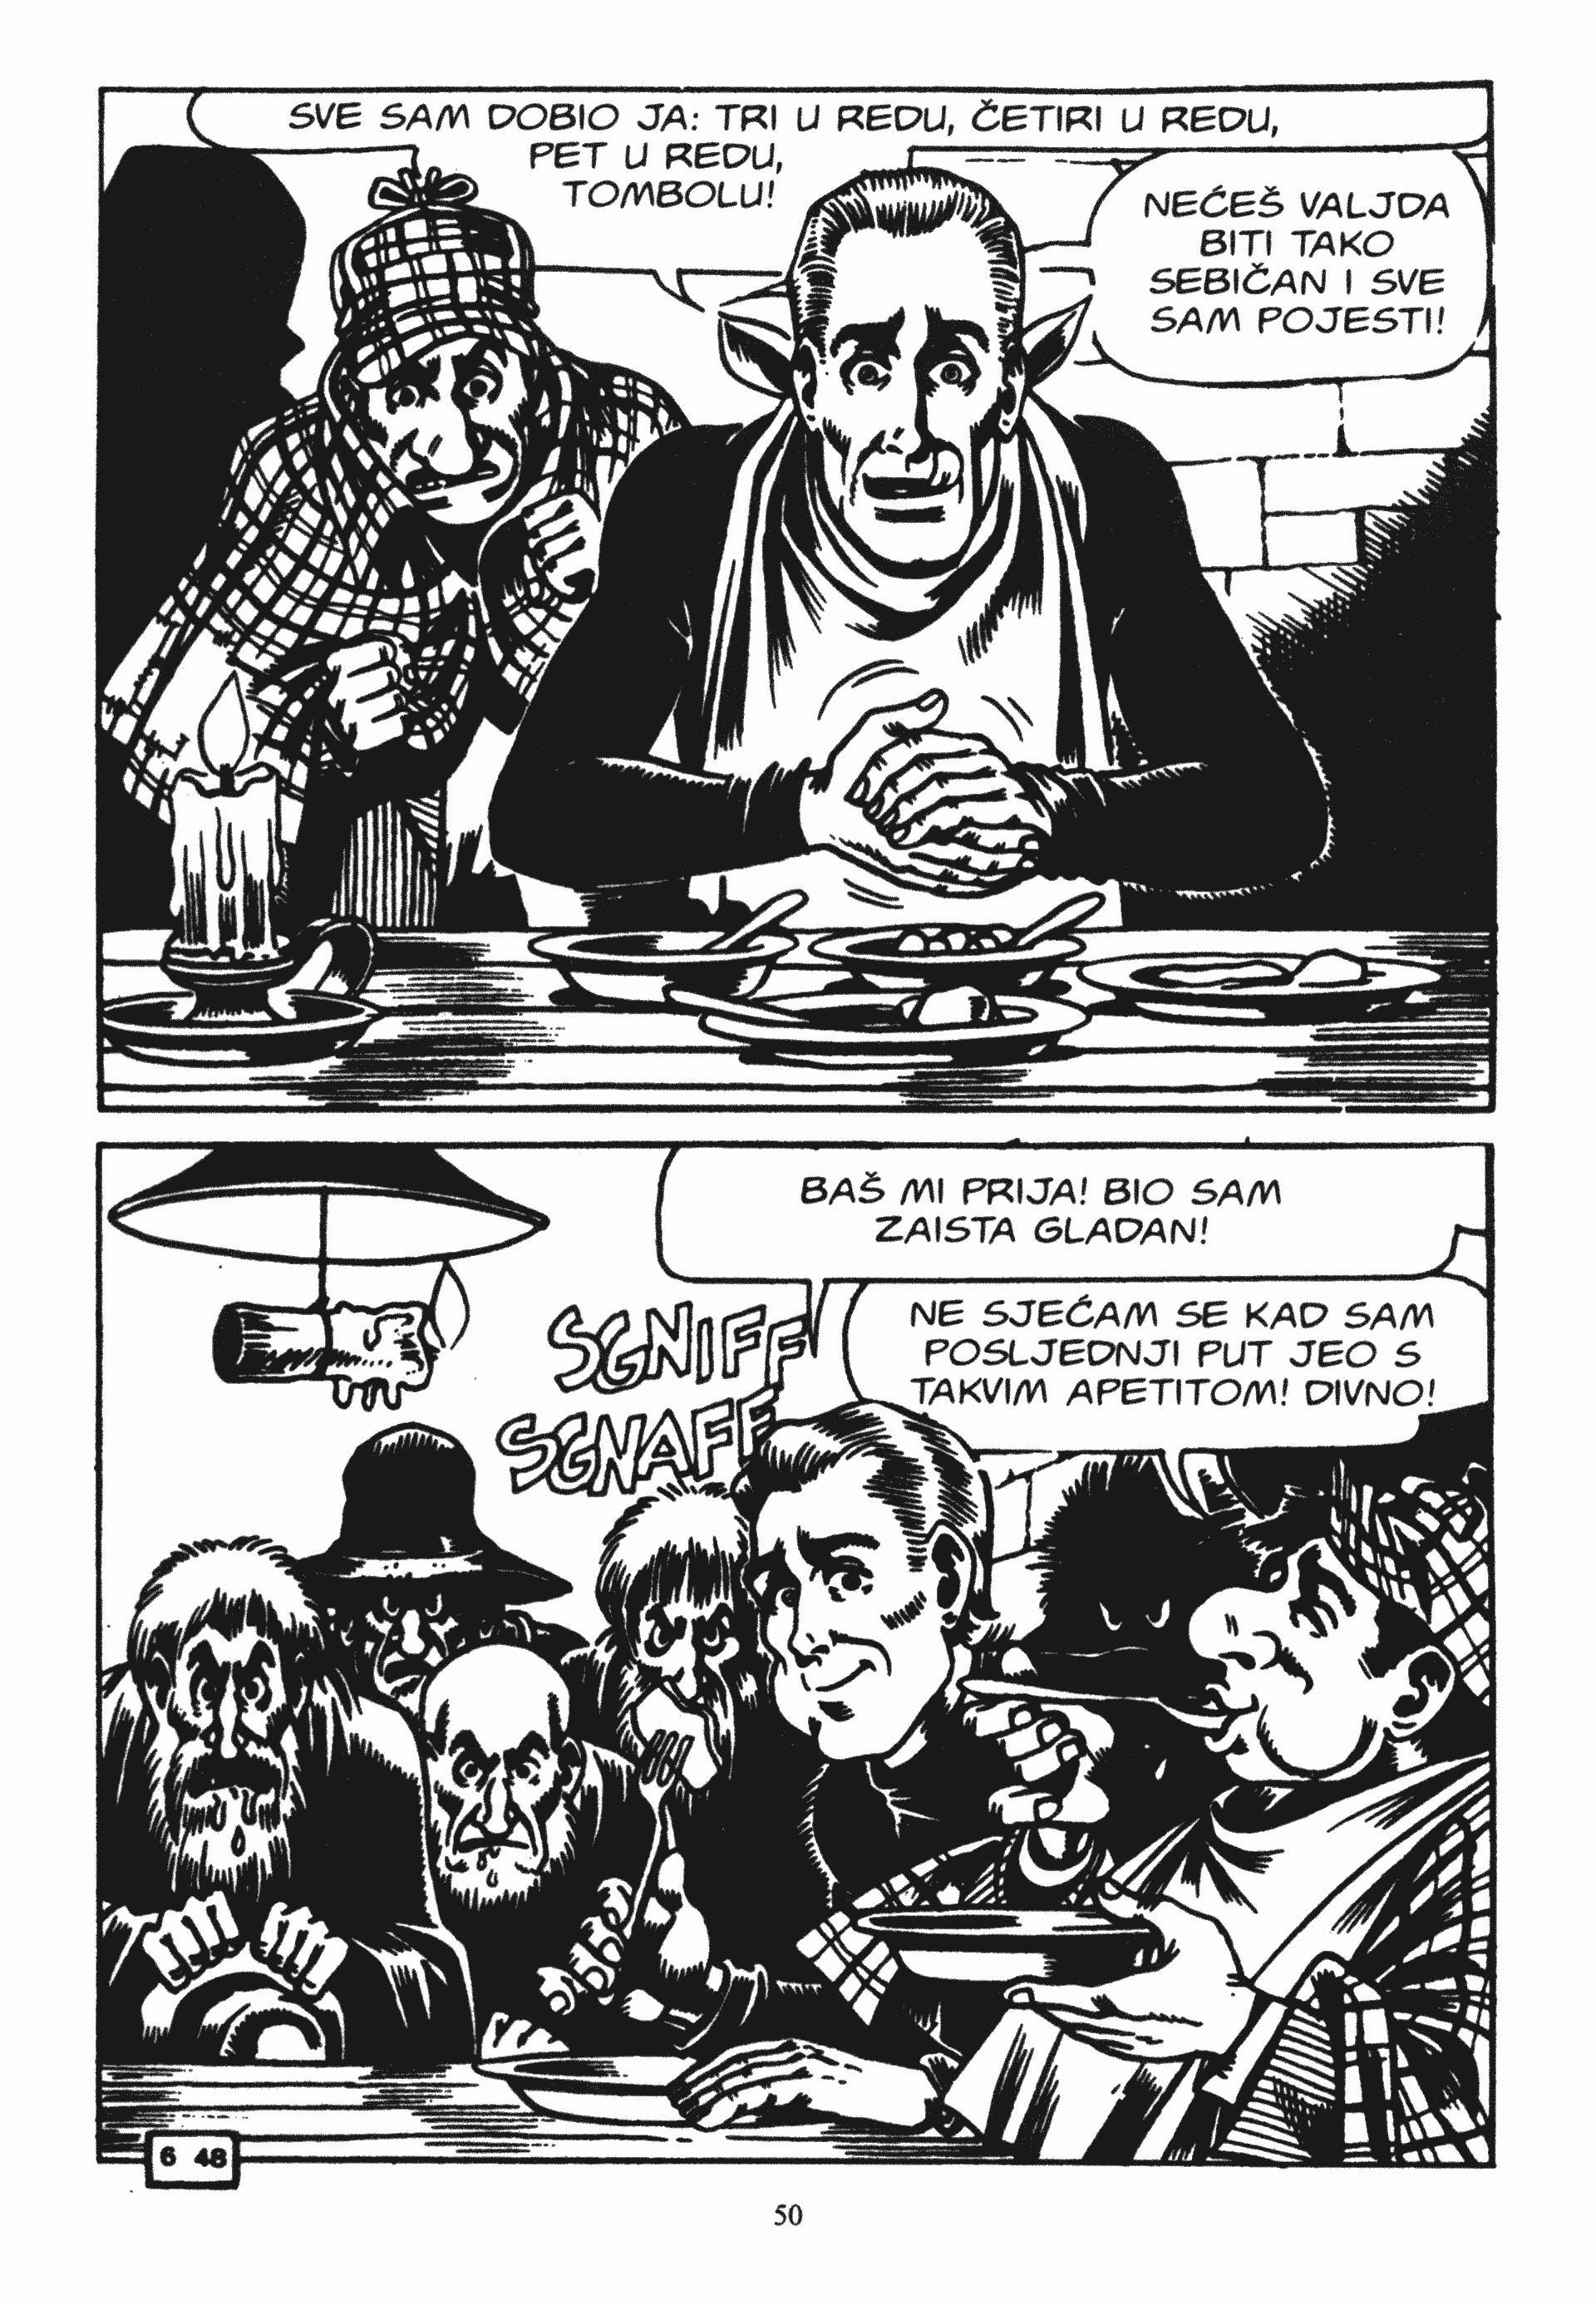 SVE SAM DOBIO JA: TRI U REDU, ČETIRI U REDU,
PET U REDU,
TOMBOLU!
NEĆEŠ VALJDA
BITI TAKO
SEBIČAN I SVE
SAM POJESTI!
BAŠ MI PRIJA! BIO SAM
ZAISTA GLADAN!
SGNIFF
SGNAFF
NE SJEĆAM SE KAD SAM
POSLJEDNJI PUT JEO S
TAKVIM APETITOM! DIVNO!
6 48
50